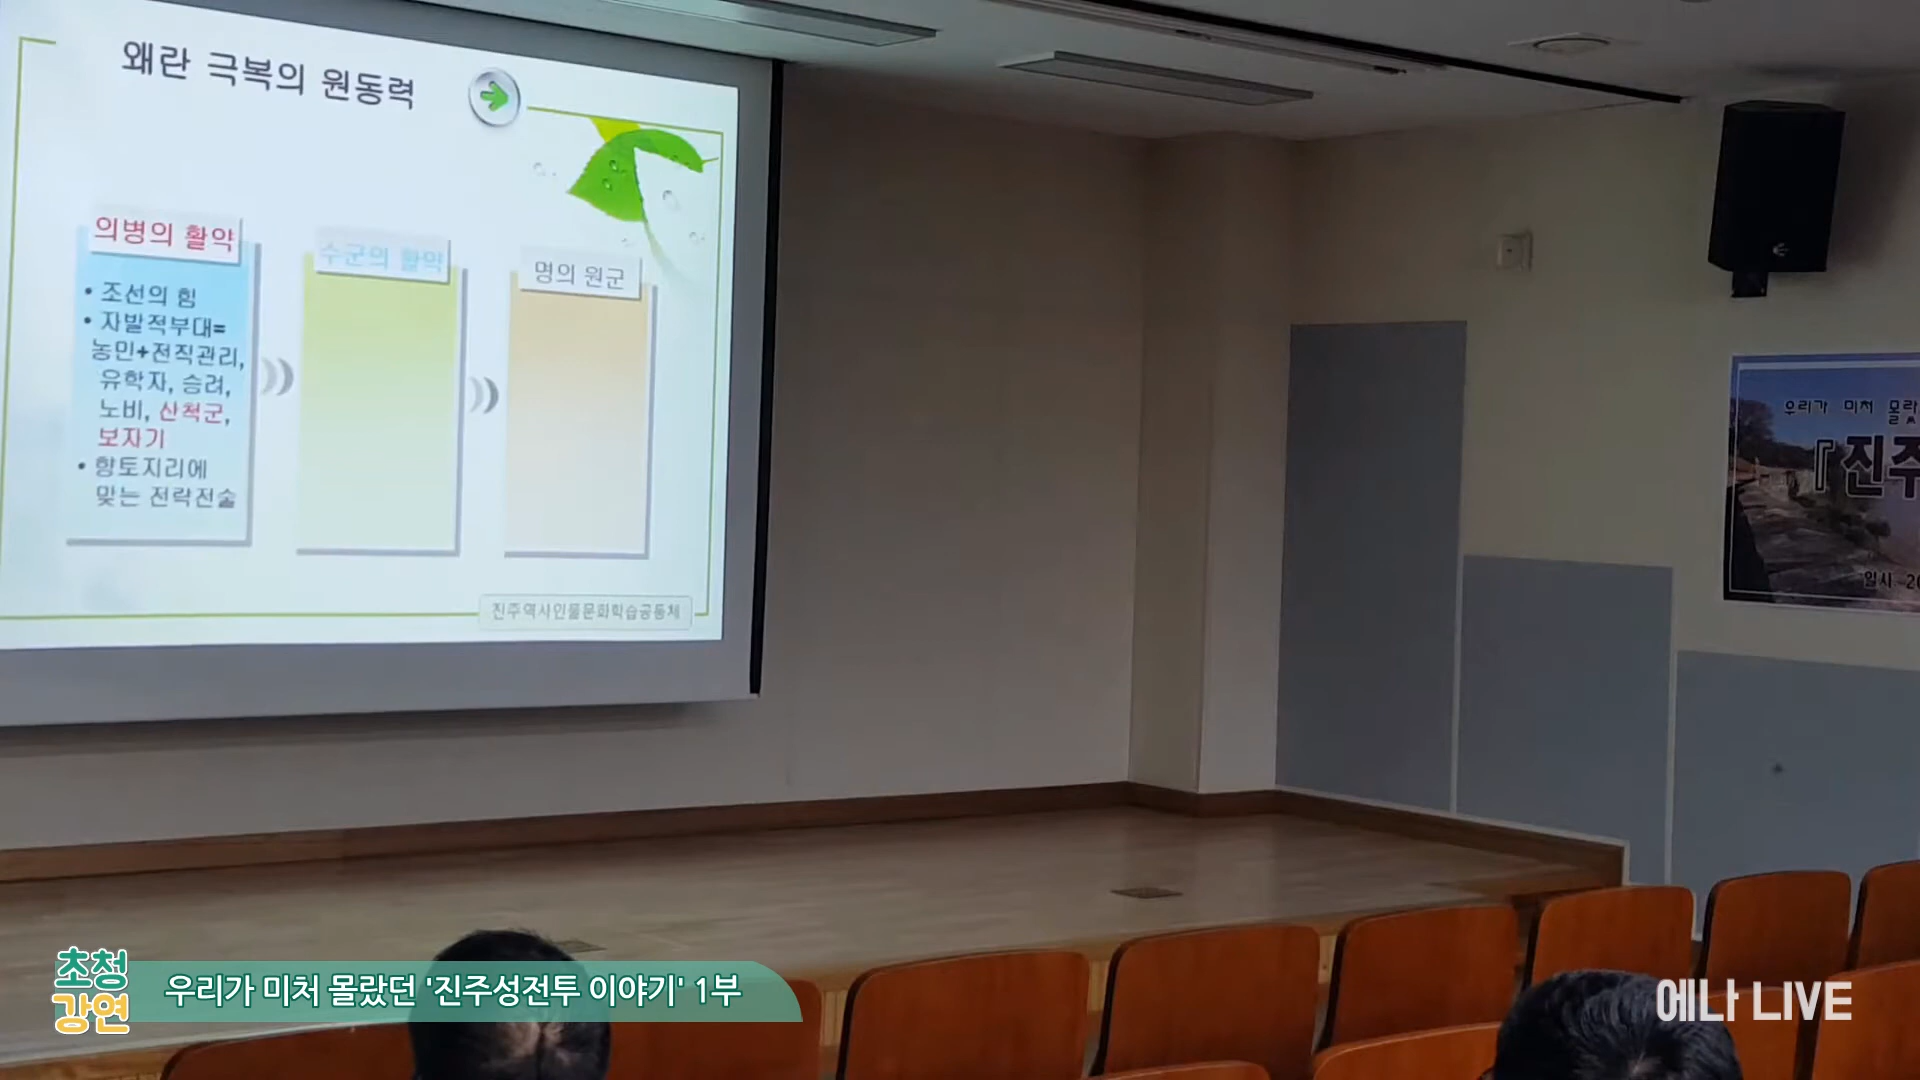 왜란 극복의 원동력
의병의 활약
• 조선의 힘
• 자발적부대=
농민+전직관리,
유학자, 승려,
노비, 산척군,
보자기
• 향토지리에
맞는 전략전술
수군의 활약
명의 원군
진주역사인물문화학습공동체
우리가 미처 몰랐
『진주
일시
초청
강연
우리가 미처 몰랐던 '진주성전투 이야기' 1부
에나 LIVE